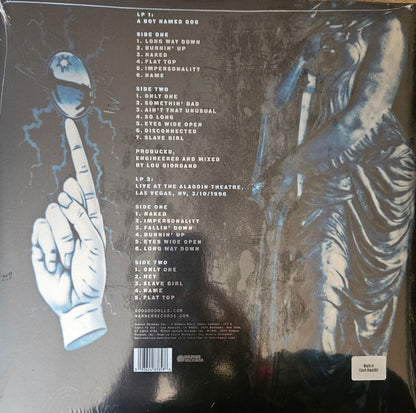 LP 1:
A BOY NAMED GOO
SIDE ONE
1. LONG WAY DOWN
2. BURNIN' UP
3. NAKED
4. FLAT TOP
5. IMPERSONALITY
6. NAME
SIDE TWO
1. ONLY ONE
2. SOMETHIN' BAD
3. AIN'T THAT UNUSUAL
4. SO LONG
5. EYES WIDE OPEN
6. DISCONNECTED
7. SLAVE GIRL
PRODUCED,
ENGINEERED AND MIXED
BY LOU GIORDANO
LP 2:
LIVE AT THE ALADDIN THEATRE,
LAS VEGAS, NV, 3/10/1996
SIDE ONE
1. NAKED
2. IMPERSONALITY
3. FALLIN' DOWN
4. BURNIN' UP
5. EYES WIDE OPEN
6. LONG WAY DOWN
SIDE TWO
1. ONLY ONE
2. HEY
3. SLAVE GIRL
4. NAME
5. FLAT TOP
GOOGOODOLLS.COM
WARNERRECORDS.COM
WARNER
RECORDS
Made in
Czech Republic